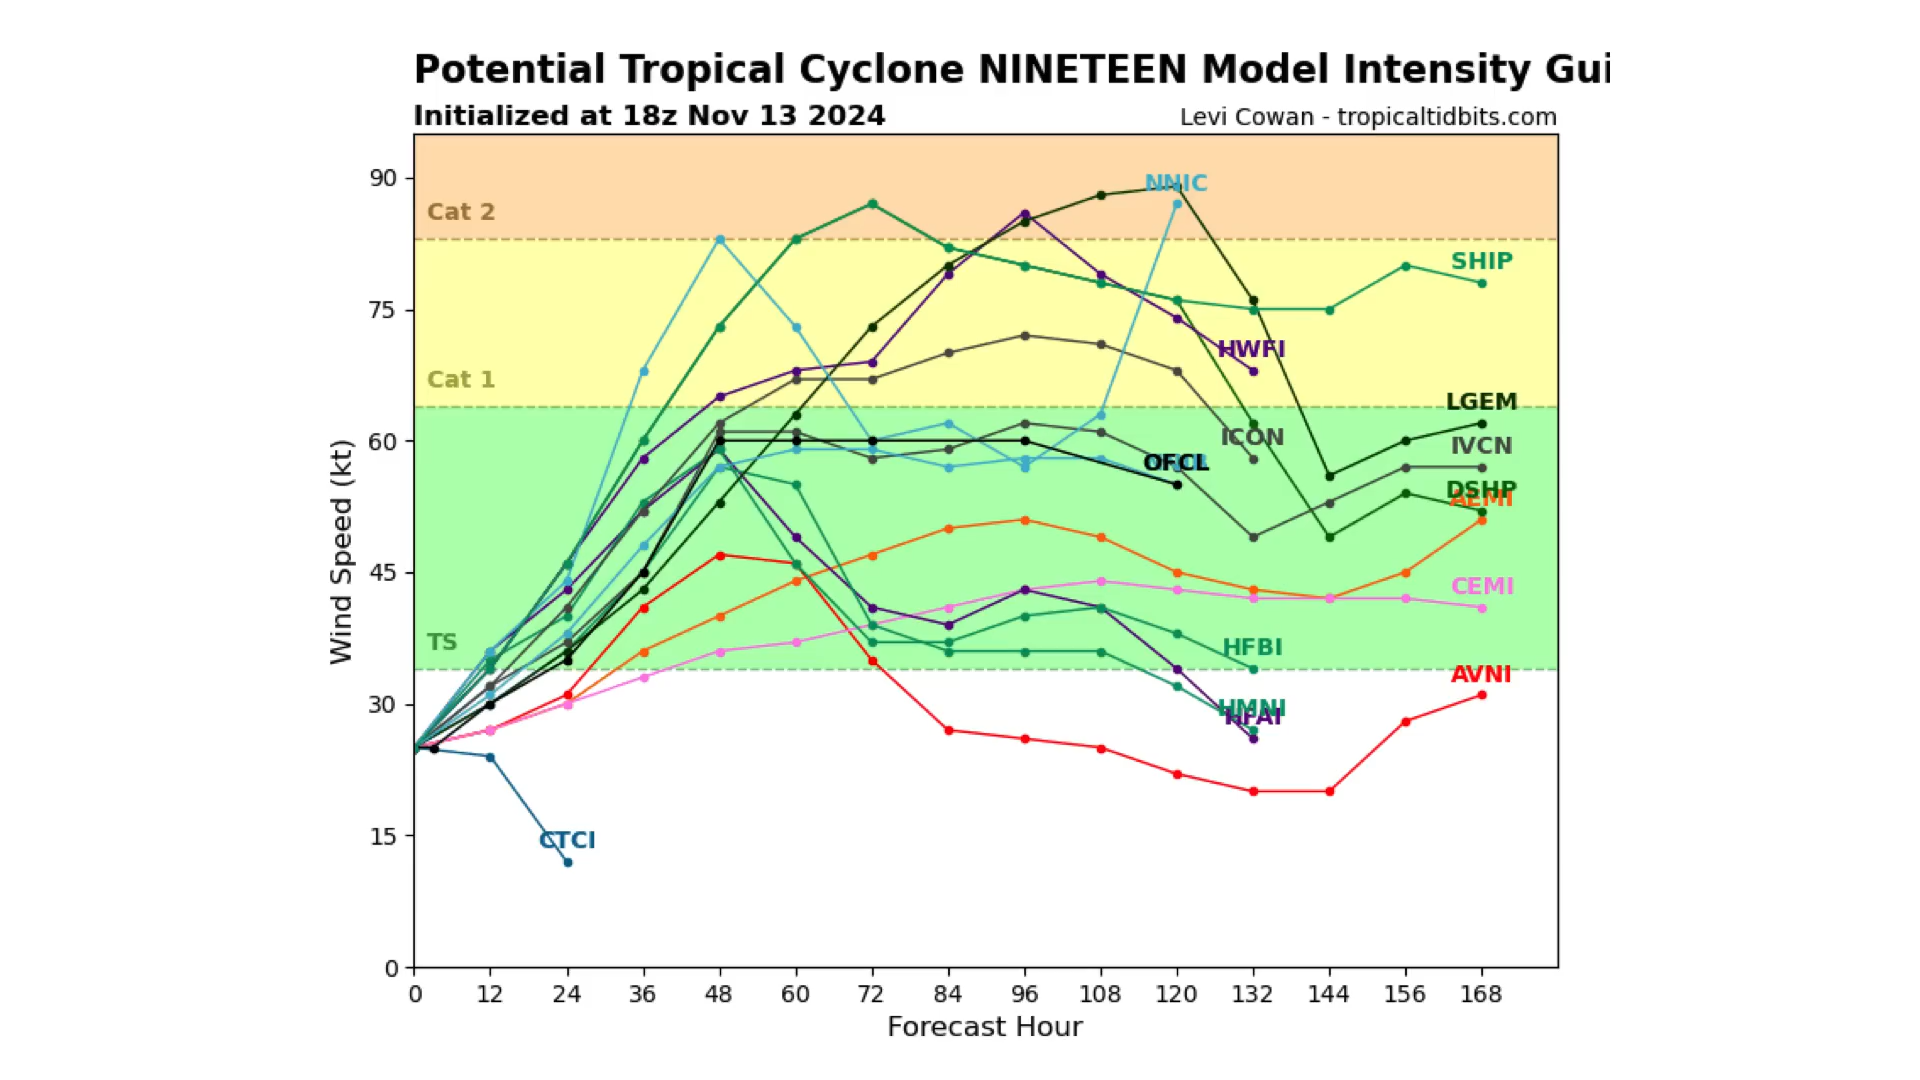 Potential Tropical Cyclone NINETEEN Model Intensity Gui
Initialized at 18z Nov 13 2024
Levi Cowan - tropicaltidbits.com
90
75
60
45
30
15
0
Wind Speed (kt)
Cat 2
Cat 1
TS
NNIC
SHIP
HWFI
LGEM
ICON
IVCN
OFCL
DSHP
AEMI
CEMI
HFBI
AVNI
HMNI
HFAI
CTCI
0 12 24 36 48 60 72 84 96 108 120 132 144 156 168
Forecast Hour